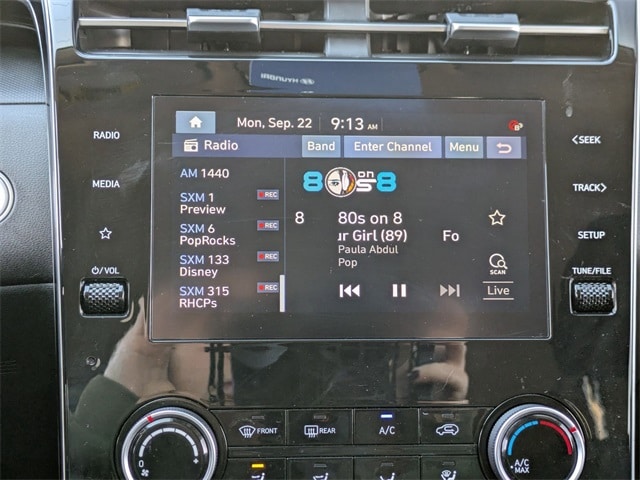 Mon, Sep. 22 9:13 AM
Radio Band Enter Channel Menu
AM 1440
SXM 1 REC
Preview
SXM 6 REC
PopRocks
SXM 133 REC
Disney
SXM 315 REC
RHCPs
80s on 8
8 80s on 8
ur Girl (89) Fo
Paula Abdul
Pop
SCAN
Live
RADIO
MEDIA
VOL
<SEEK
TRACK>
SETUP
TUNE/FILE
FRONT
REAR
A/C
0
A/C
MAX